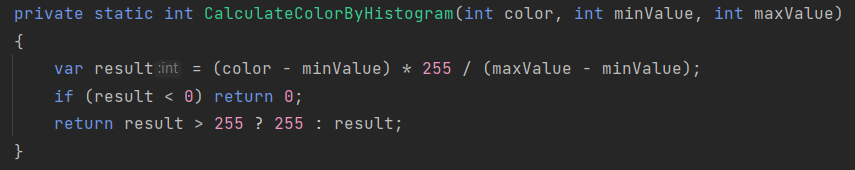 private static int CalculateColorByHistogram(int color, int minValue, int maxValue)
{
    var result :int = (color - minValue) * 255 / (maxValue - minValue);
    if (result < 0) return 0;
    return result > 255 ? 255 : result;
}